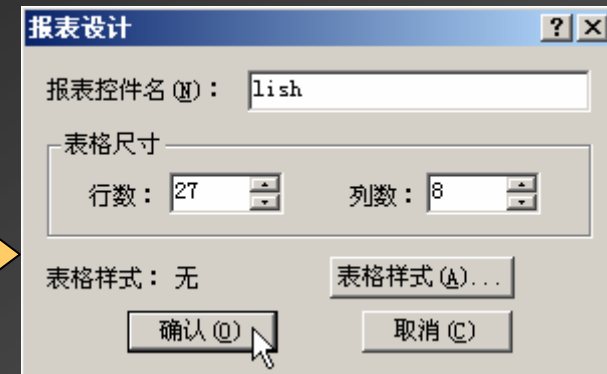 报表设计
报表控件名(N)： lish
表格尺寸
行数： 27 列数： 8
表格样式： 无 表格样式(A)...
确认(O) 取消(C)